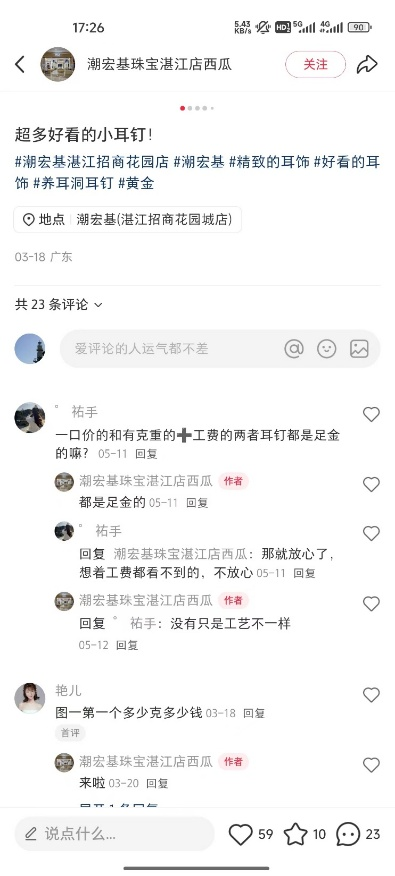 17:26
5.43 KB/s HD2 5G 4G 90
潮宏基珠宝湛江店西瓜
关注
超多好看的小耳钉！
#潮宏基湛江招商花园店 #潮宏基 #精致的耳饰 #好看的耳
饰 #养耳洞耳钉 #黄金
地点 潮宏基(湛江招商花园城店)
03-18 广东
共 23 条评论
爱评论的人运气都不差
祐手
一口价的和有克重的➕工费的两者耳钉都是足金
的嘛？ 05-11 回复
潮宏基珠宝湛江店西瓜 作者
都是足金的 05-11 回复
祐手
回复 潮宏基珠宝湛江店西瓜：那就放心了，
想着工费都看不到的，不放心 05-11 回复
潮宏基珠宝湛江店西瓜 作者
回复 ° 祐手：没有只是工艺不一样
05-12 回复
艳儿
图一第一个多少克多少钱 03-18 回复
首评
潮宏基珠宝湛江店西瓜 作者
来啦 03-20 回复
展开 1 条回复
说点什么... 59 10 23